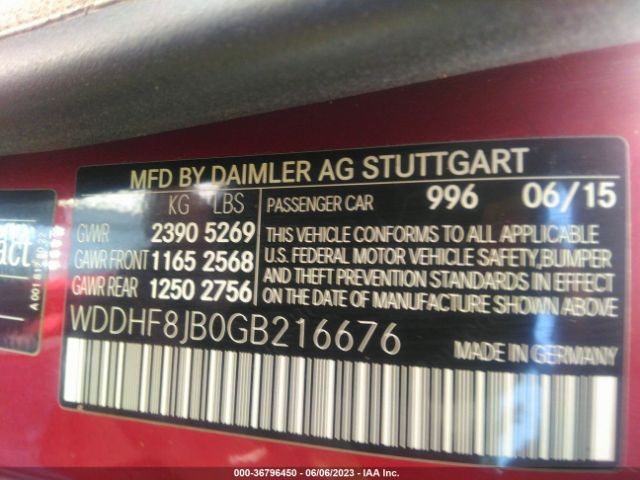 MFD BY DAIMLER AG STUTTGART
KG LBS
GVWR 2390 5269
GAWR FRONT 1165 2568
GAWR REAR 1250 2756
PASSENGER CAR 996 06/15
THIS VEHICLE CONFORMS TO ALL APPLICABLE
U.S. FEDERAL MOTOR VEHICLE SAFETY, BUMPER
AND THEFT PREVENTION STANDARDS IN EFFECT
ON THE DATE OF MANUFACTURE SHOWN ABOVE
WDDHF8JB0GB216676
MADE IN GERMANY
000-36796450 - 06/06/2023 - IAA Inc.